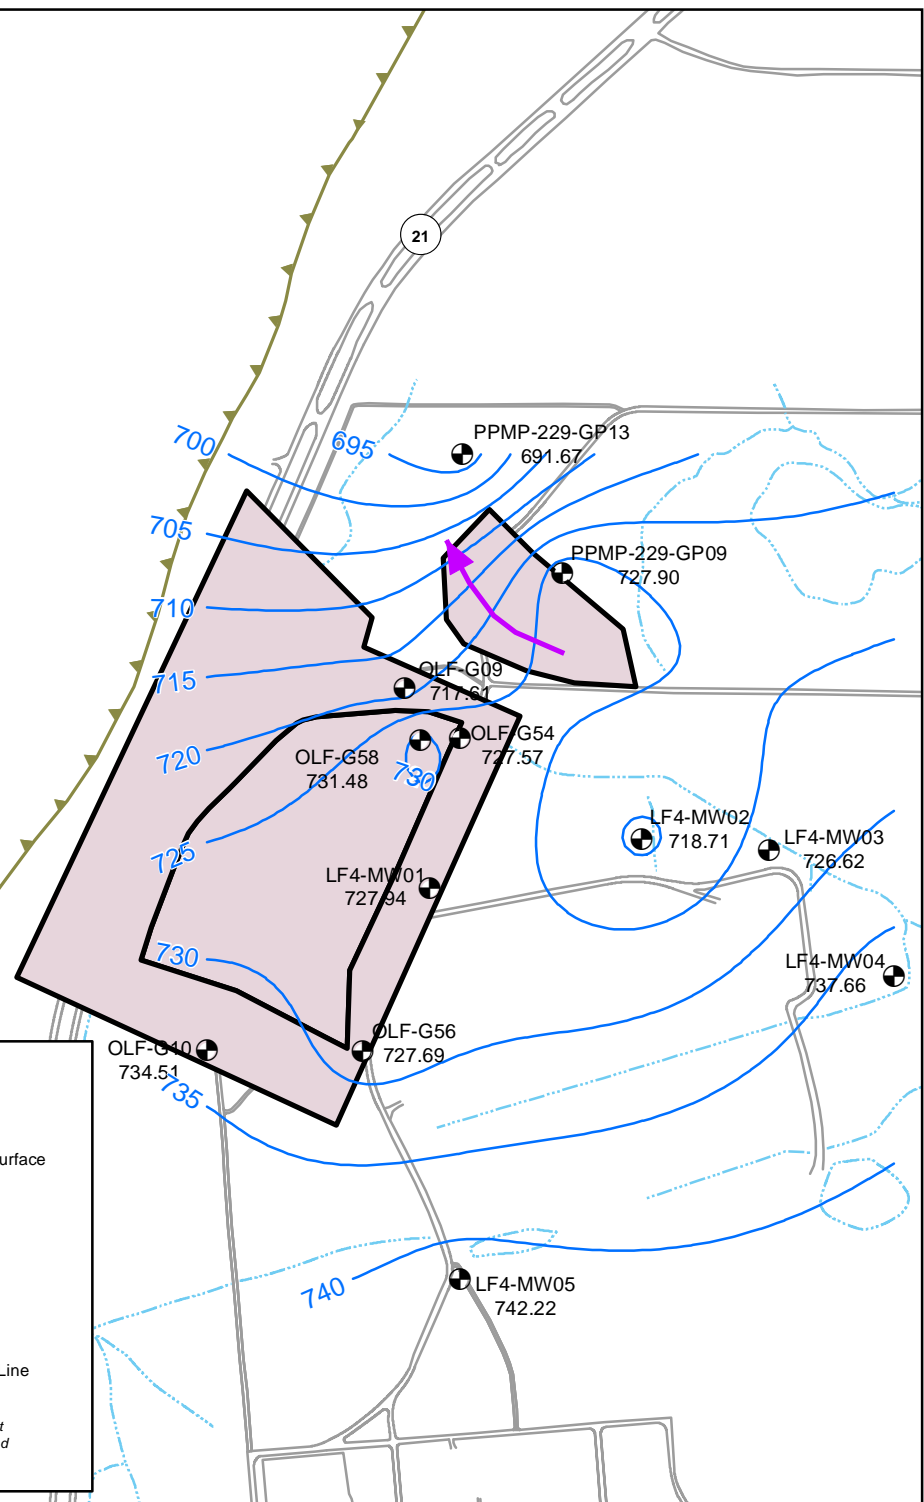 21
700
695
PPMP-229-GP13
691.67
705
PPMP-229-GP09
727.90
710
715
OLF-G09
717.61
720
OLF-G58
731.48
730
OLF-G54
727.57
725
LF4-MW02
718.71
LF4-MW03
726.62
LF4-MW01
727.94
730
LF4-MW04
737.66
OLF-G10
734.51
OLF-G56
727.69
735
urface
740
LF4-MW05
742.22
Line
t
d